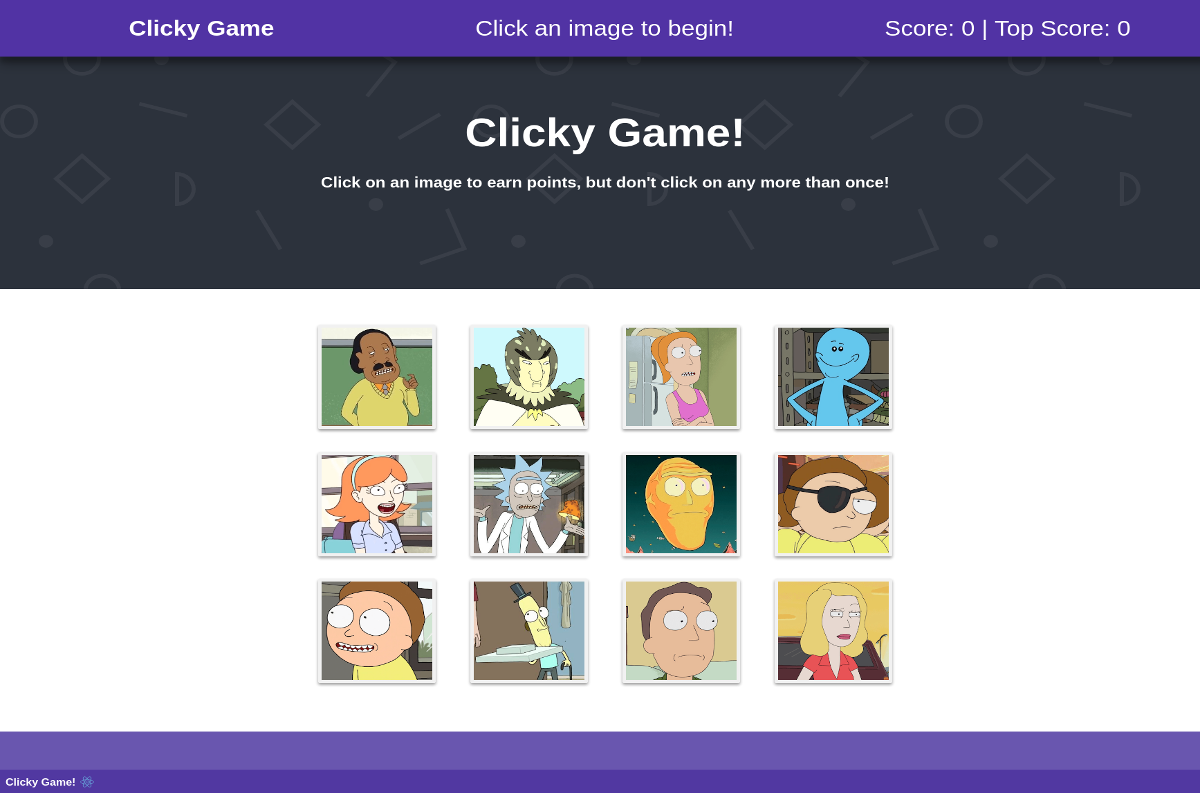 Clicky Game
Click an image to begin!
Score: 0 | Top Score: 0
Clicky Game!
Click on an image to earn points, but don't click on any more than once!
Clicky Game!